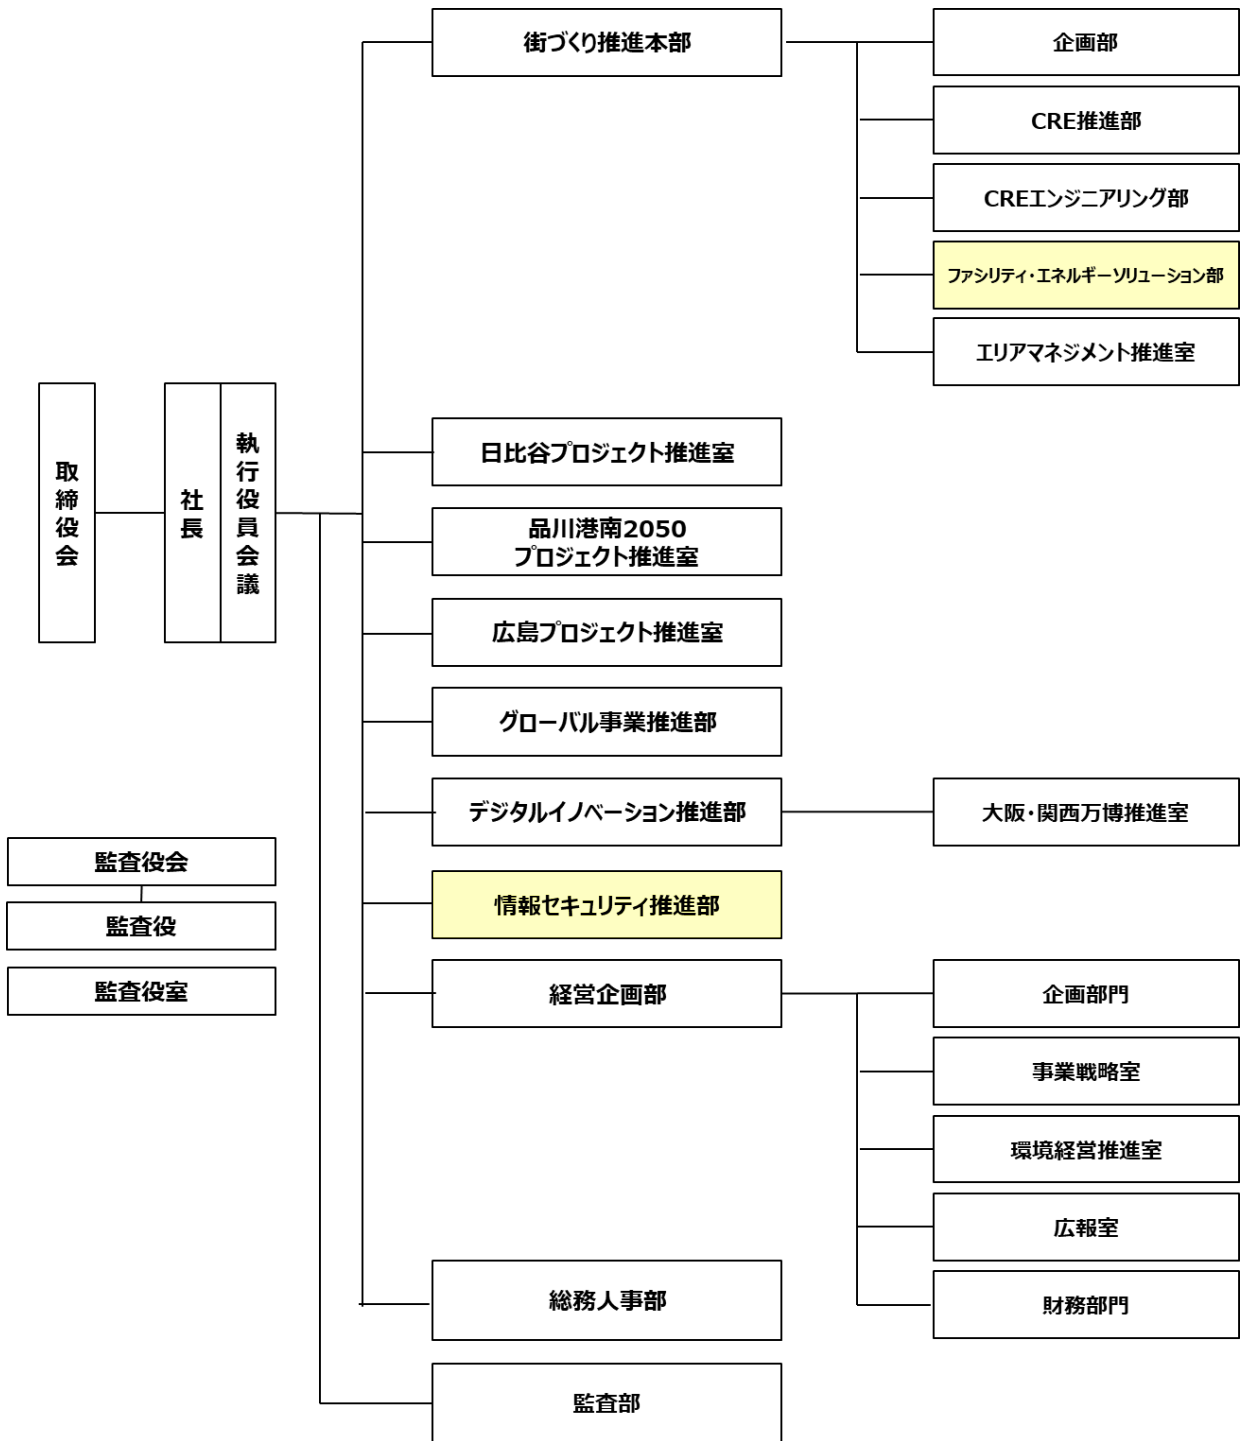 取締役会
社長
執行役員会議
監査役会
監査役
監査役室
街づくり推進本部
企画部
CRE推進部
CREエンジニアリング部
ファシリティ・エネルギーソリューション部
エリアマネジメント推進室
日比谷プロジェクト推進室
品川港南2050
プロジェクト推進室
広島プロジェクト推進室
グローバル事業推進部
デジタルイノベーション推進部
大阪・関西万博推進室
情報セキュリティ推進部
経営企画部
企画部門
事業戦略室
環境経営推進室
広報室
財務部門
総務人事部
監査部